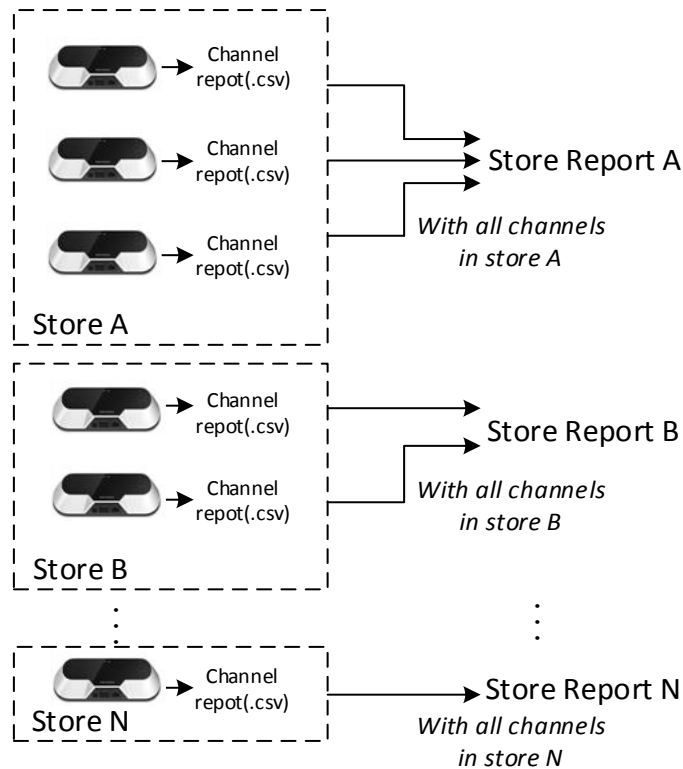 Channel
repot(.csv)
Channel
repot(.csv)
Channel
repot(.csv)
Store A
Store Report A
With all channels
in store A
Channel
repot(.csv)
Channel
repot(.csv)
Store B
Store Report B
With all channels
in store B
Channel
repot(.csv)
Store N
Store Report N
With all channels
in store N